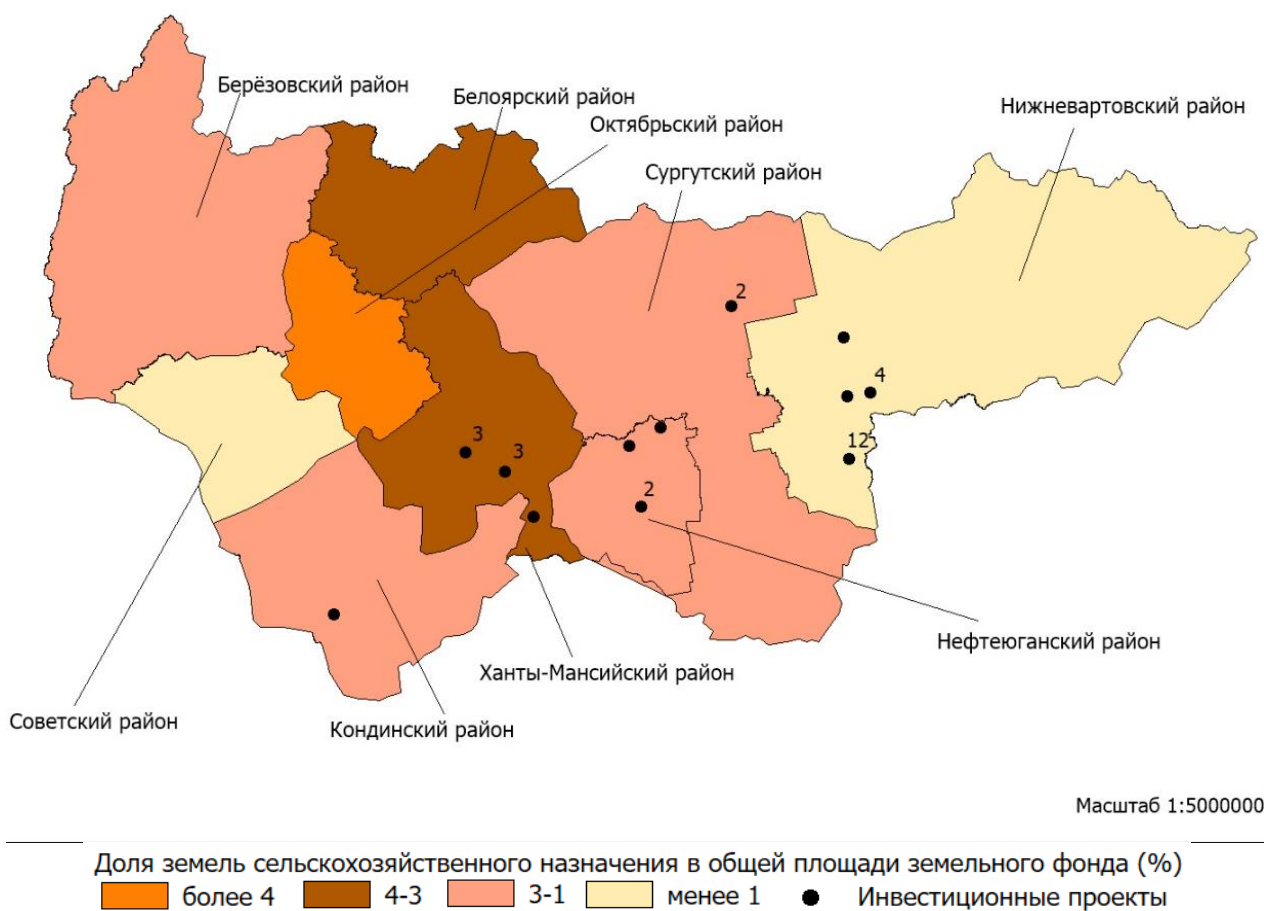 Берёзовский район
Белоярский район
Октябрьский район
Нижневартовский район
Сургутский район
2
4
3
3
12
2
Нефтеюганский район
Ханты-Мансийский район
Советский район
Кондинский район
Масштаб 1:5000000
Доля земель сельскохозяйственного назначения в общей площади земельного фонда (%)
более 4 4-3 3-1 менее 1 Инвестиционные проекты